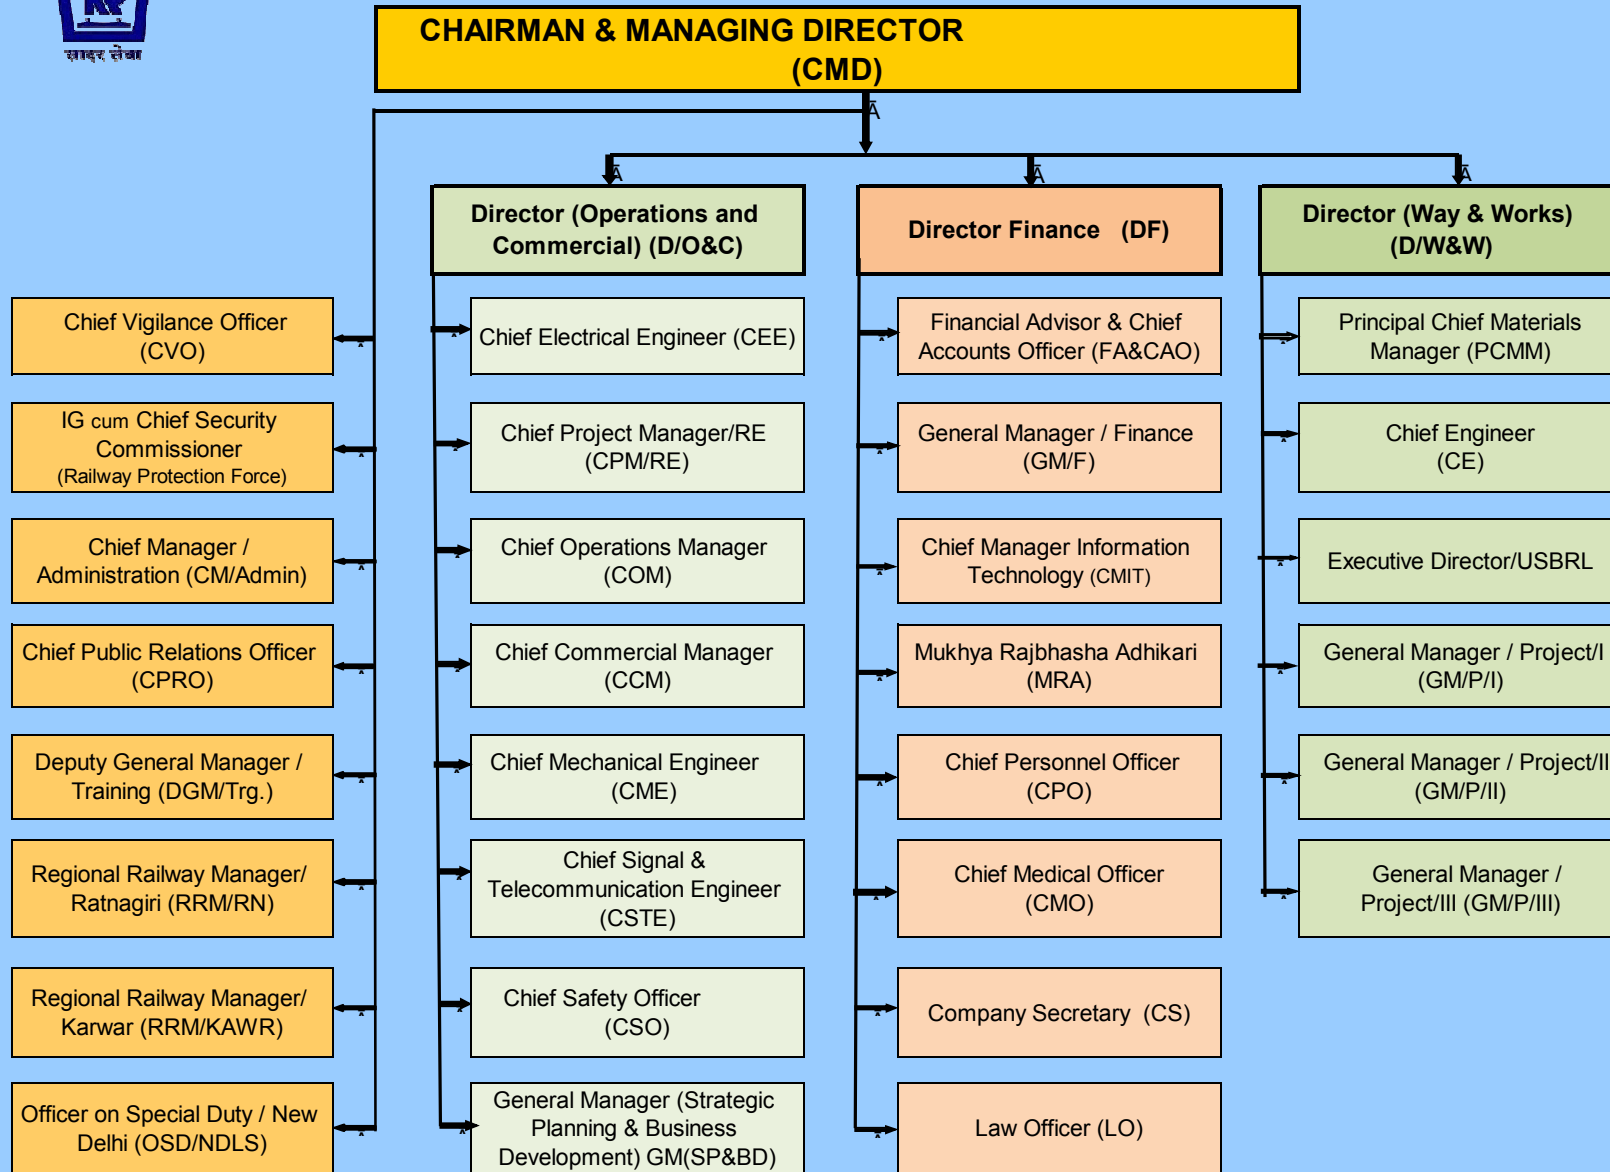 सादर सेवा
CHAIRMAN & MANAGING DIRECTOR
(CMD)
Director (Operations and
Commercial) (D/O&C)
Director Finance (DF)
Director (Way & Works)
(D/W&W)
Chief Vigilance Officer
(CVO)
IG cum Chief Security
Commissioner
(Railway Protection Force)
Chief Manager /
Administration (CM/Admin)
Chief Public Relations Officer
(CPRO)
Deputy General Manager /
Training (DGM/Trg.)
Regional Railway Manager/
Ratnagiri (RRM/RN)
Regional Railway Manager/
Karwar (RRM/KAWR)
Officer on Special Duty / New
Delhi (OSD/NDLS)
Chief Electrical Engineer (CEE)
Chief Project Manager/RE
(CPM/RE)
Chief Operations Manager
(COM)
Chief Commercial Manager
(CCM)
Chief Mechanical Engineer
(CME)
Chief Signal &
Telecommunication Engineer
(CSTE)
Chief Safety Officer
(CSO)
General Manager (Strategic
Planning & Business
Development) GM(SP&BD)
Financial Advisor & Chief
Accounts Officer (FA&CAO)
General Manager / Finance
(GM/F)
Chief Manager Information
Technology (CMIT)
Mukhya Rajbhasha Adhikari
(MRA)
Chief Personnel Officer
(CPO)
Chief Medical Officer
(CMO)
Company Secretary (CS)
Law Officer (LO)
Principal Chief Materials
Manager (PCMM)
Chief Engineer
(CE)
Executive Director/USBRL
General Manager / Project/I
(GM/P/I)
General Manager / Project/II
(GM/P/II)
General Manager /
Project/III (GM/P/III)